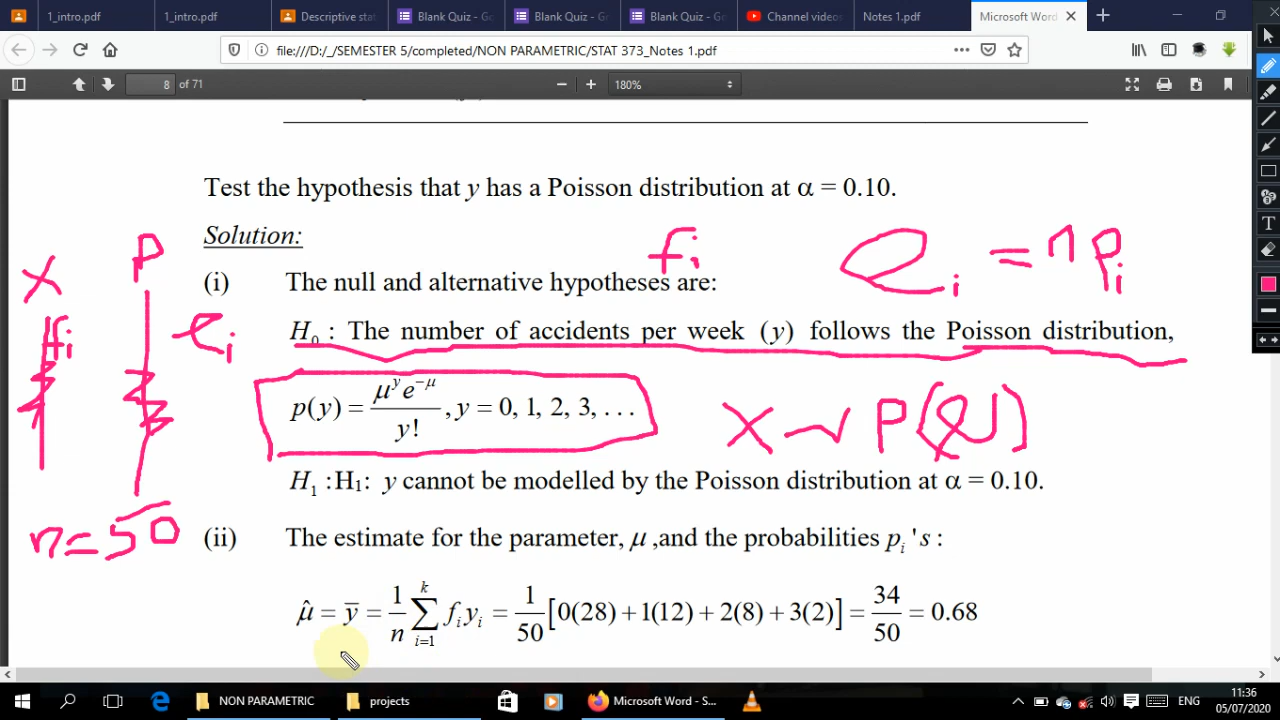 1_intro.pdf 1_intro.pdf Descriptive stat Blank Quiz - Go Blank Quiz - Go Blank Quiz - Go Channel videos Notes 1.pdf Microsoft Word
file:///D:/_/SEMESTER 5/completed/NON PARAMETRIC/STAT 373_Notes 1.pdf
8 of 71 180%
Test the hypothesis that y has a Poisson distribution at α = 0.10.
Solution:
fi
ei = npi
X P
fi ei
(i) The null and alternative hypotheses are:
H₀ : The number of accidents per week (y) follows the Poisson distribution,
p(y) = μ^y e^−μ / y! , y = 0, 1, 2, 3, . . .
X ~ P(
H₁ :H₁: y cannot be modelled by the Poisson distribution at α = 0.10.
n=50
(ii) The estimate for the parameter, μ ,and the probabilities pᵢ 's :
μ̂ = y̅ = 1/n ∑ i=1 k fᵢyᵢ = 1/50 [0(28) + 1(12) + 2(8) + 3(2)] = 34/50 = 0.68
NON PARAMETRIC projects Microsoft Word - S... ENG 11:36
05/07/2020